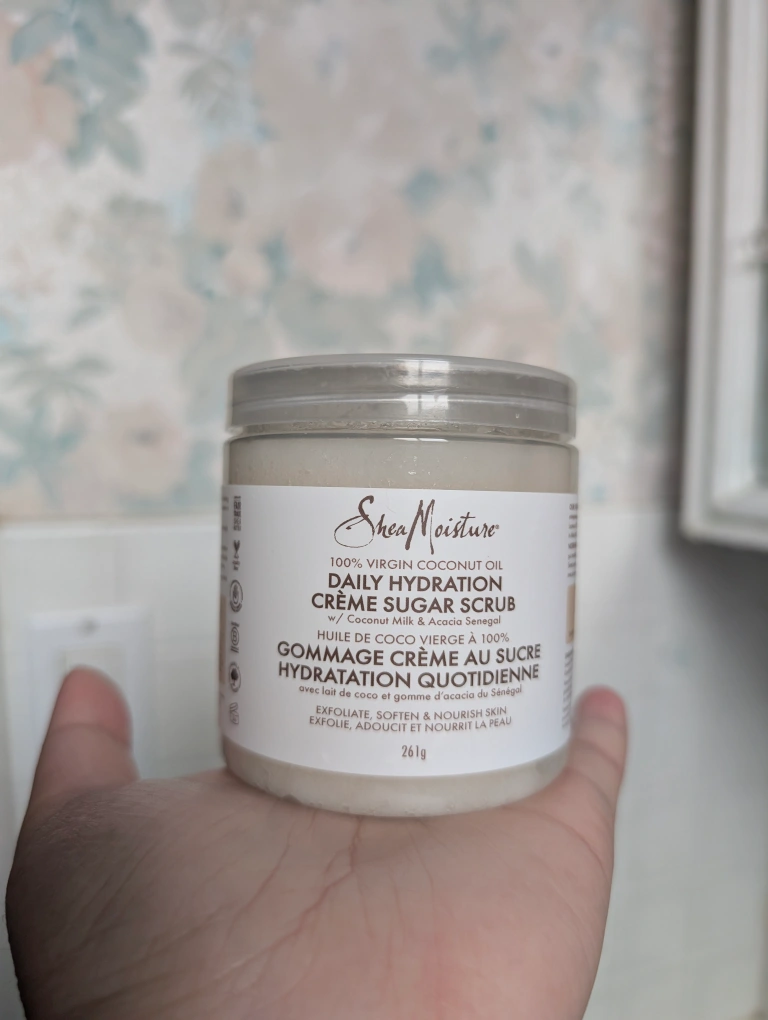 SheaMoisture®
100% VIRGIN COCONUT OIL
DAILY HYDRATION
CRÈME SUGAR SCRUB
w/ Coconut Milk & Acacia Senegal
HUILE DE COCO VIERGE À 100%
GOMMAGE CRÈME AU SUCRE
HYDRATATION QUOTIDIENNE
avec lait de coco et gomme d'acacia du Sénégal
EXFOLIATE, SOFTEN & NOURISH SKIN
EXFOLIE, ADOUCIT ET NOURRIT LA PEAU
261g